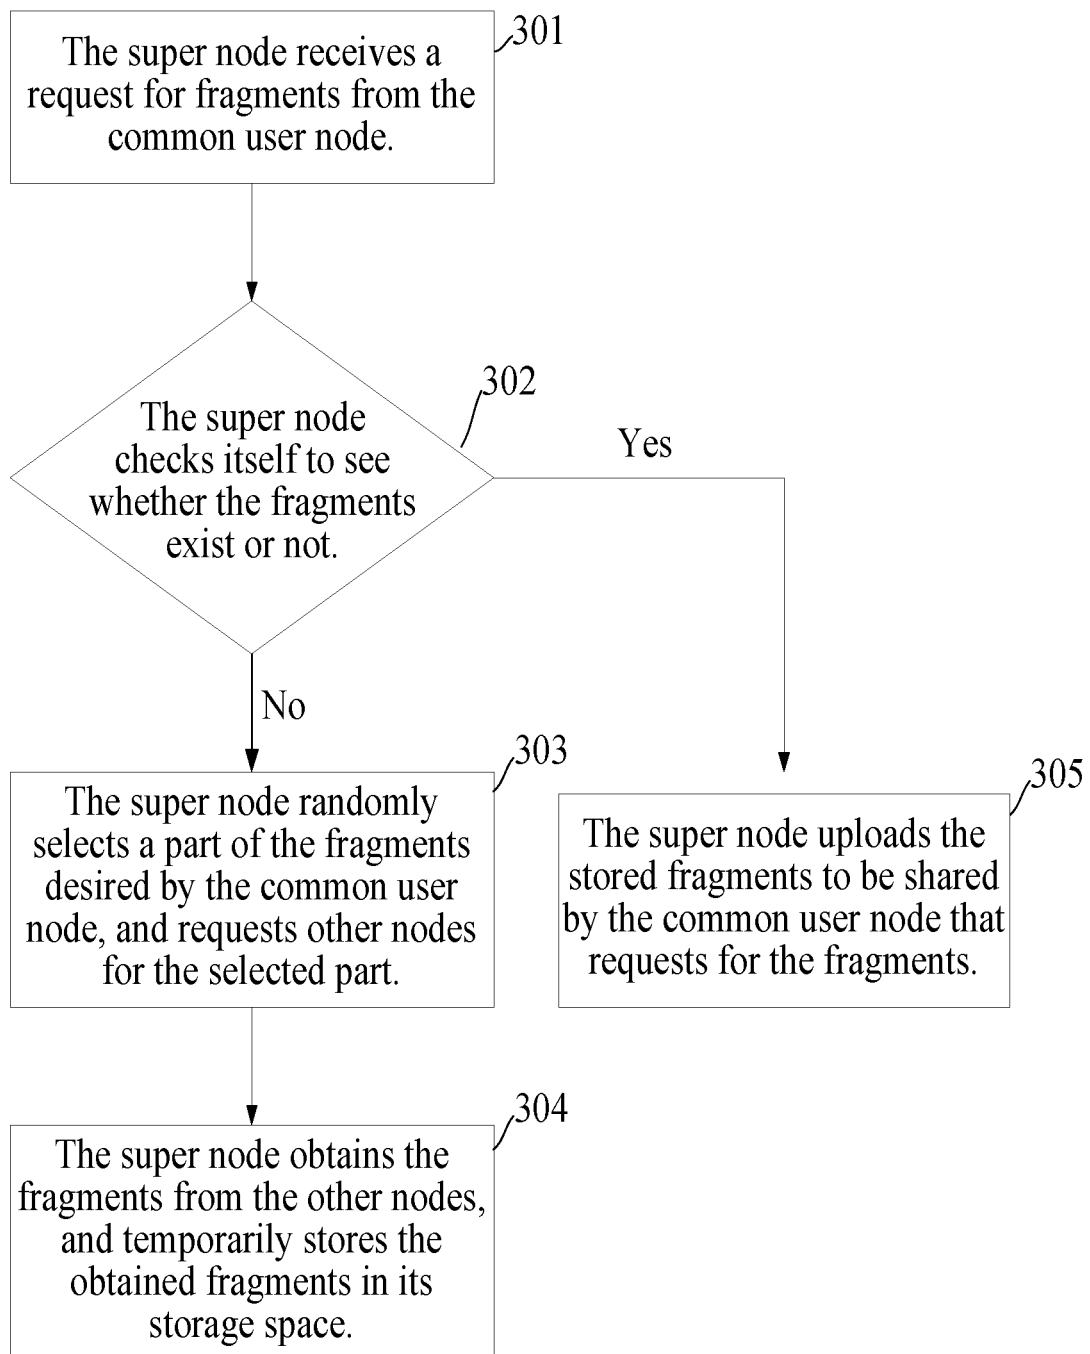 The super node receives a
request for fragments from the
common user node.
301
The super node
checks itself to see
whether the fragments
exist or not.
302
Yes
No
The super node randomly
selects a part of the fragments
desired by the common user
node, and requests other nodes
for the selected part.
303
The super node uploads the
stored fragments to be shared
by the common user node that
requests for the fragments.
305
The super node obtains the
fragments from the other nodes,
and temporarily stores the
obtained fragments in its
storage space.
304